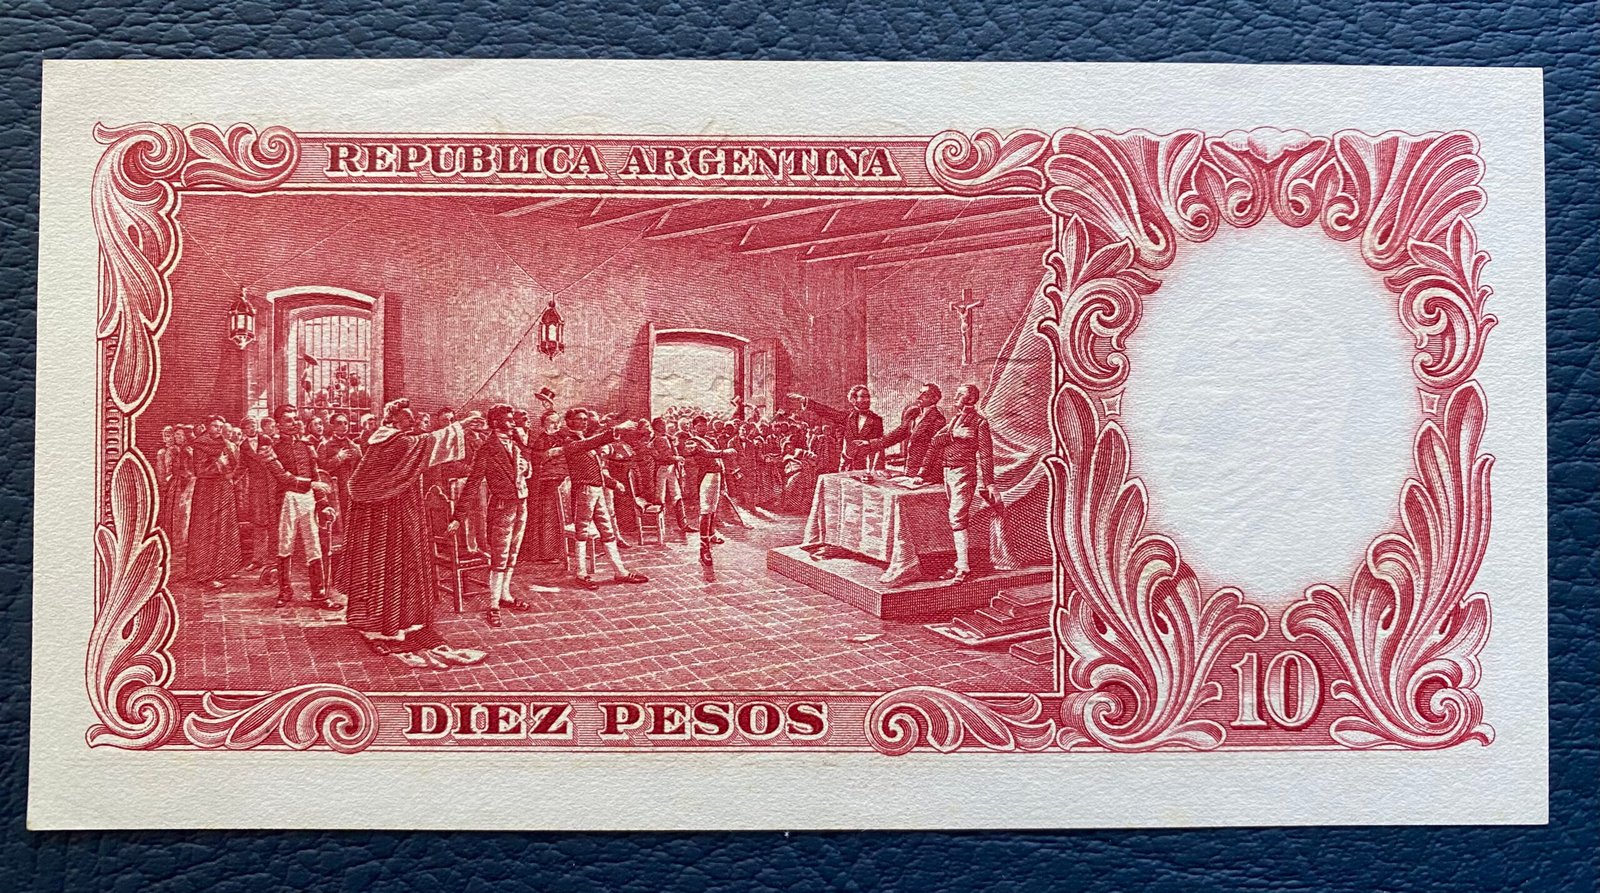 REPUBLICA ARGENTINA
DIEZ PESOS
10